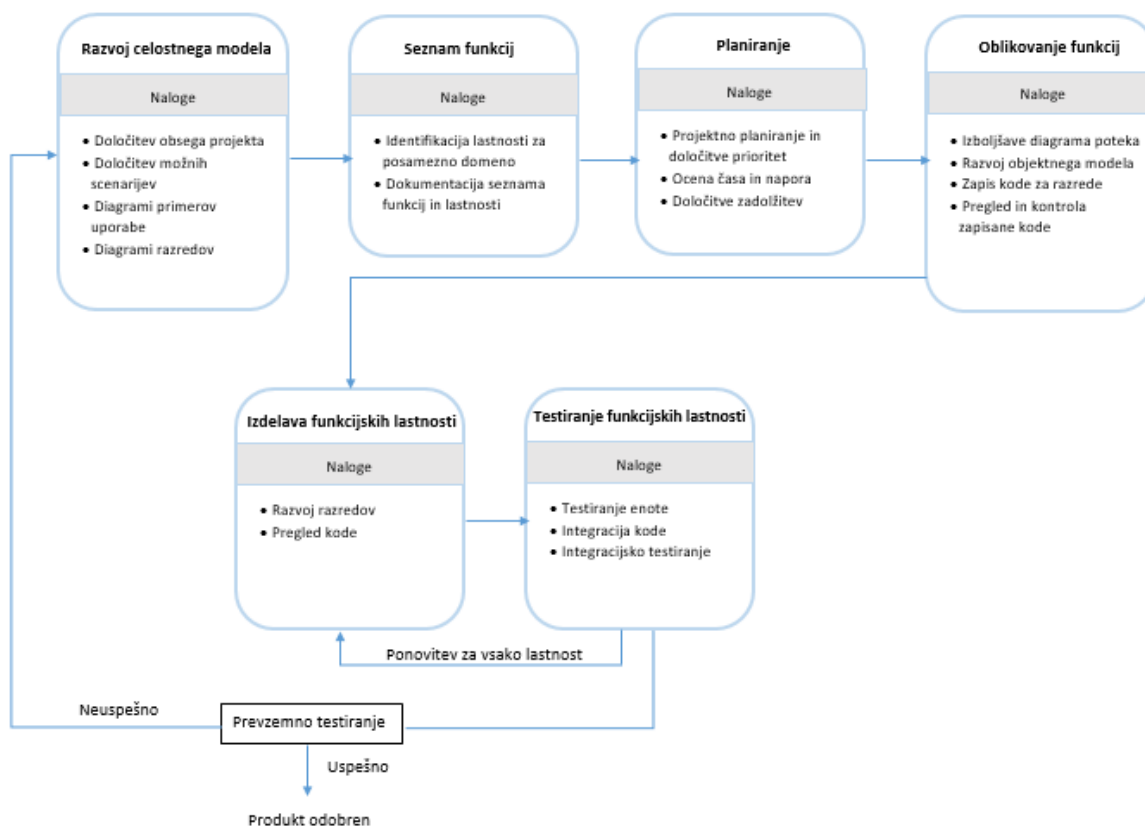 Razvoj celostnega modela
Naloge
• Določitev obsega projekta
• Določitev možnih
scenarijev
• Diagrami primerov
uporabe
• Diagrami razredov
Seznam funkcij
Naloge
• Identifikacija lastnosti za
posamezno domeno
• Dokumentacija seznama
funkcij in lastnosti
Planiranje
Naloge
• Projektno planiranje in
določitve prioritet
• Ocena časa in napora
• Določitve zadolžitev
Oblikovanje funkcij
Naloge
• Izboljšave diagrama poteka
• Razvoj objektnega modela
• Zapis kode za razrede
• Pregled in kontrola
zapisane kode
Izdelava funkcijskih lastnosti
Naloge
• Razvoj razredov
• Pregled kode
Testiranje funkcijskih lastnosti
Naloge
• Testiranje enote
• Integracija kode
• Integracijsko testiranje
Ponovitev za vsako lastnost
Neuspešno
Prevzemno testiranje
Uspešno
Produkt odobren